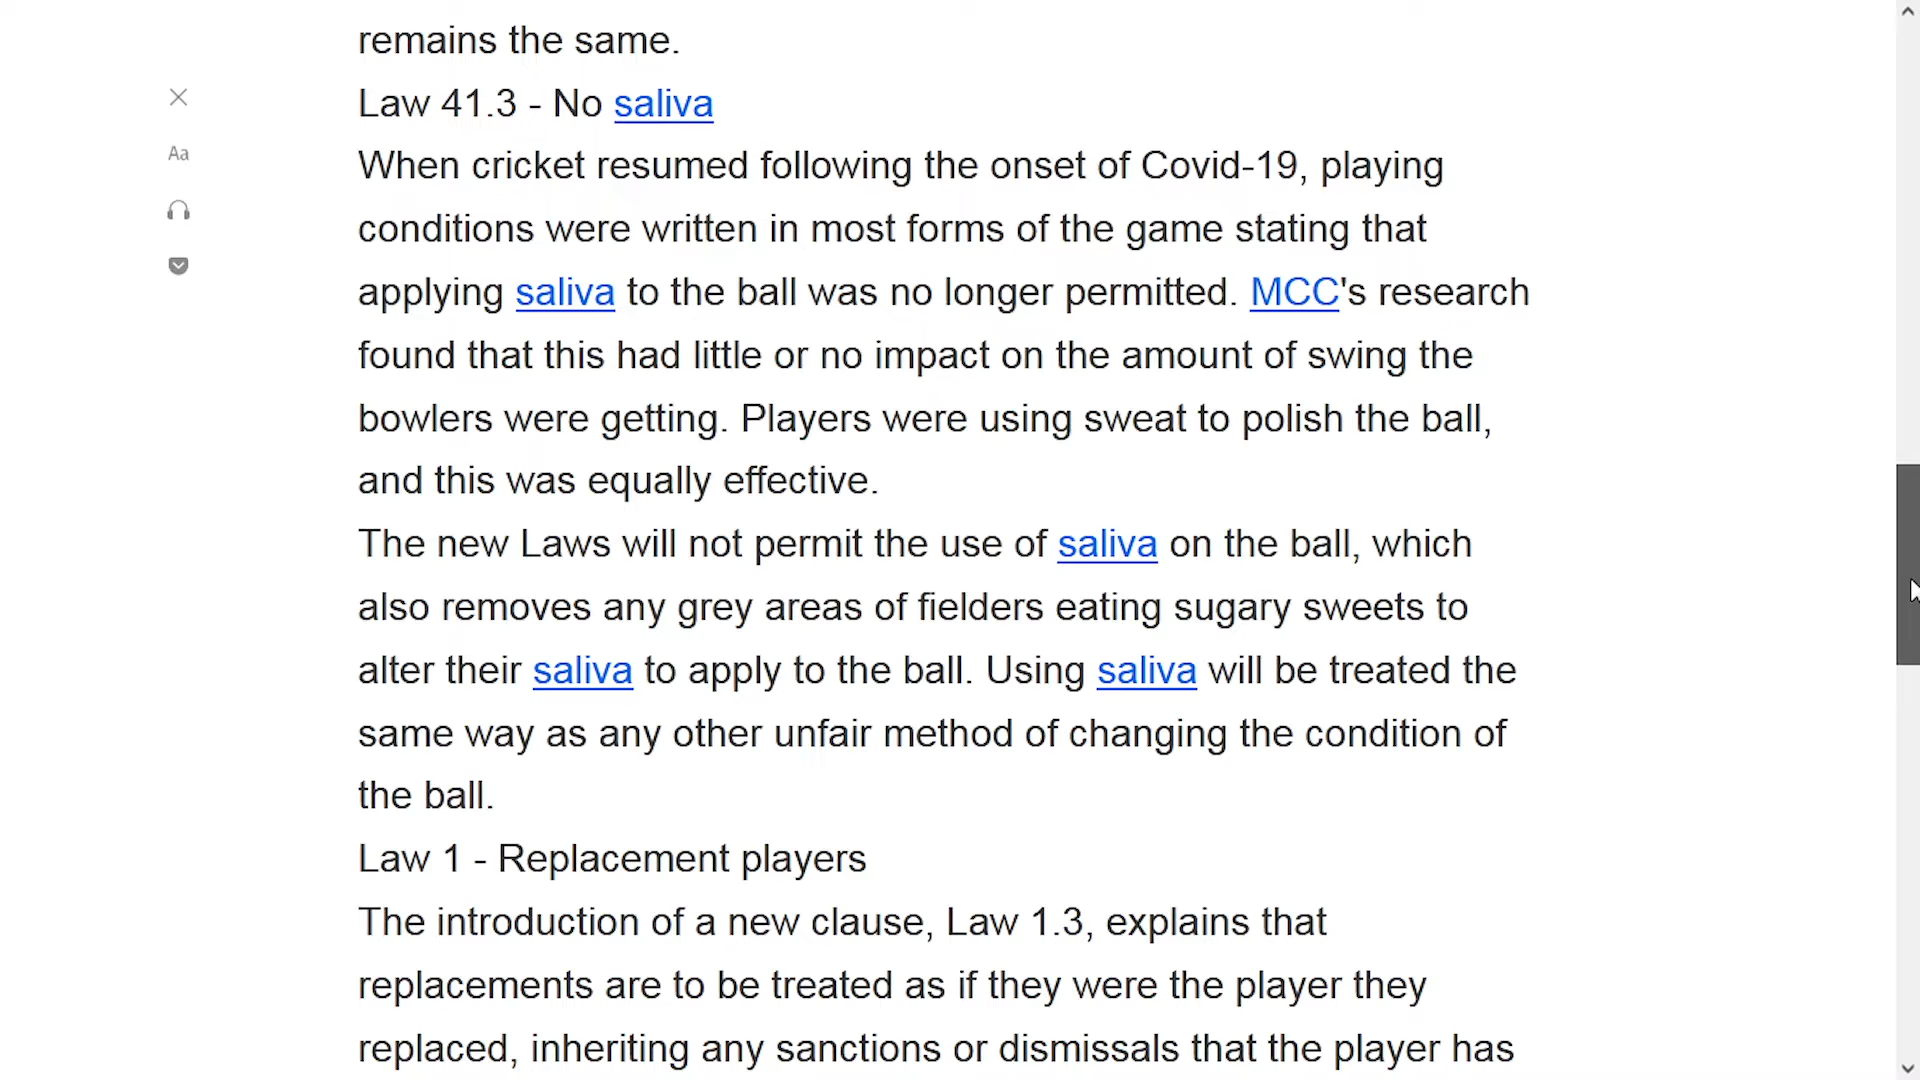 remains the same.
Law 41.3 - No saliva
Aa
When cricket resumed following the onset of Covid-19, playing
conditions were written in most forms of the game stating that
applying saliva to the ball was no longer permitted. MCC's research
found that this had little or no impact on the amount of swing the
bowlers were getting. Players were using sweat to polish the ball,
and this was equally effective.
The new Laws will not permit the use of saliva on the ball, which
also removes any grey areas of fielders eating sugary sweets to
alter their saliva to apply to the ball. Using saliva will be treated the
same way as any other unfair method of changing the condition of
the ball.
Law 1 - Replacement players
The introduction of a new clause, Law 1.3, explains that
replacements are to be treated as if they were the player they
replaced, inheriting any sanctions or dismissals that the player has